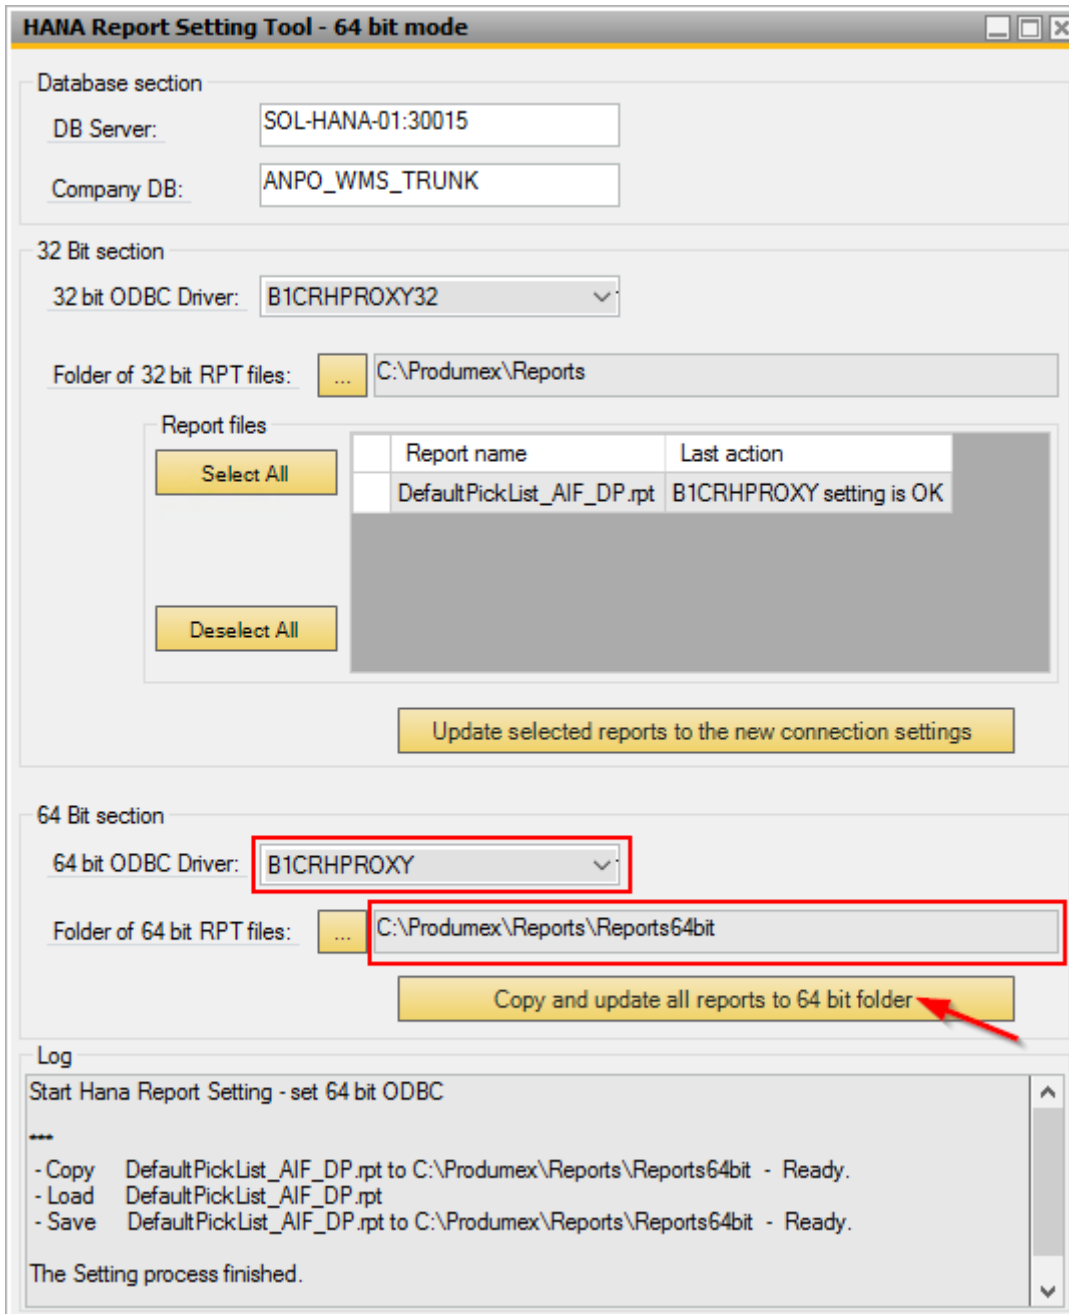 HANA Report Setting Tool - 64 bit mode
Database section
DB Server: SOL-HANA-01:30015
Company DB: ANPO_WMS_TRUNK
32 Bit section
32 bit ODBC Driver: B1CRHPROXY32
Folder of 32 bit RPT files: ... C:\Produmex\Reports
Report files
Select All
Report name Last action
DefaultPickList_AIF_DP.rpt B1CRHPROXY setting is OK
Deselect All
Update selected reports to the new connection settings
64 Bit section
64 bit ODBC Driver: B1CRHPROXY
Folder of 64 bit RPT files: ... C:\Produmex\Reports\Reports64bit
Copy and update all reports to 64 bit folder
Log
Start Hana Report Setting - set 64 bit ODBC
---
- Copy DefaultPickList_AIF_DP.rpt to C:\Produmex\Reports\Reports64bit - Ready.
- Load DefaultPickList_AIF_DP.rpt
- Save DefaultPickList_AIF_DP.rpt to C:\Produmex\Reports\Reports64bit - Ready.
The Setting process finished.